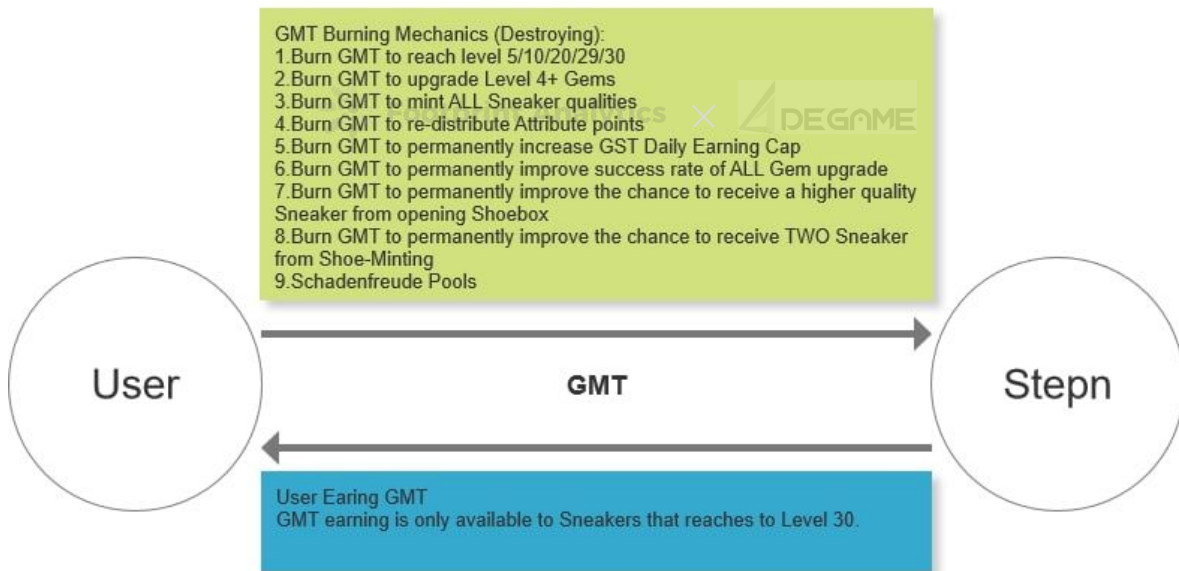 GMT Burning Mechanics (Destroying):
1.Burn GMT to reach level 5/10/20/29/30
2.Burn GMT to upgrade Level 4+ Gems
3.Burn GMT to mint ALL Sneaker qualities
4.Burn GMT to re-distribute Attribute points
Footprint Analytics × DEGAME
5.Burn GMT to permanently increase GST Daily Earning Cap
6.Burn GMT to permanently improve success rate of ALL Gem upgrade
7.Burn GMT to permanently improve the chance to receive a higher quality
Sneaker from opening Shoebox
8.Burn GMT to permanently improve the chance to receive TWO Sneaker
from Shoe-Minting
9.Schadenfreude Pools
User
GMT
Stepn
User Earing GMT
GMT earning is only available to Sneakers that reaches to Level 30.